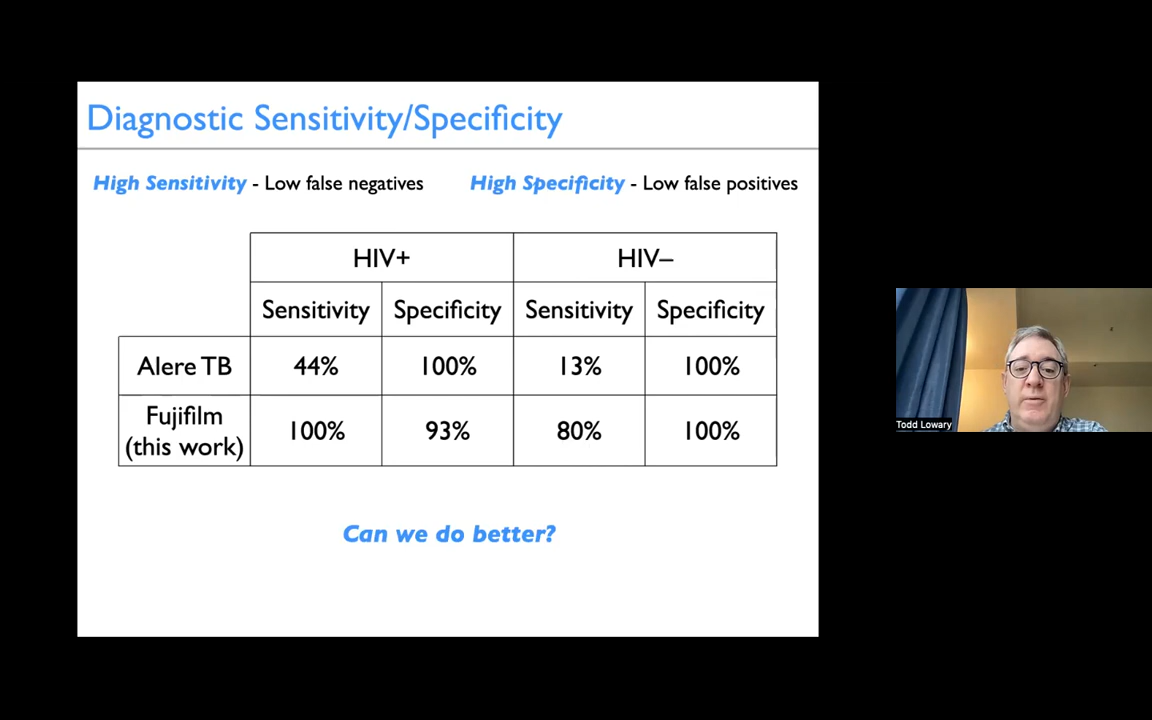 Diagnostic Sensitivity/Specificity
High Sensitivity - Low false negatives
High Specificity - Low false positives
HIV+ HIV–
Sensitivity Specificity Sensitivity Specificity
Alere TB 44% 100% 13% 100%
Fujifilm
(this work) 100% 93% 80% 100%
Can we do better?
Todd Lowary